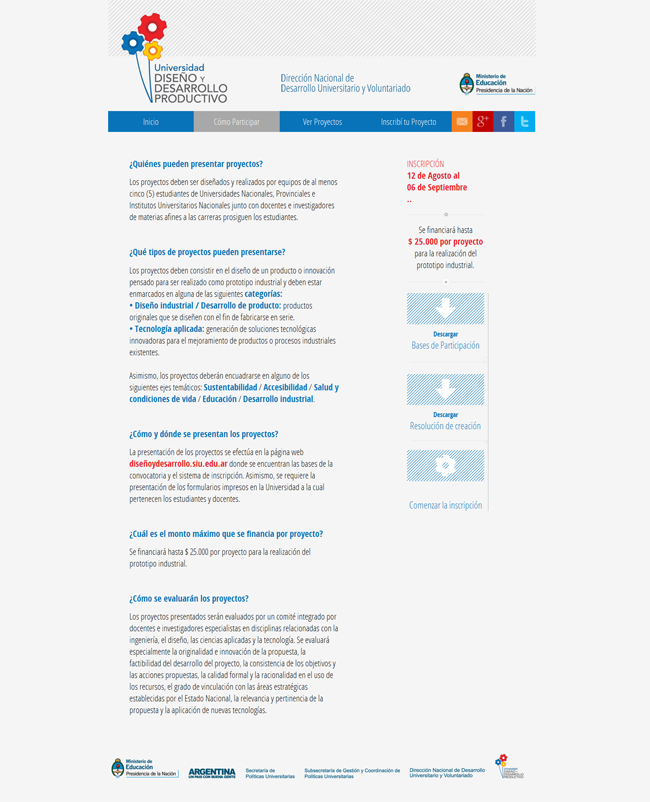 Universidad
DISEÑO Y
DESARROLLO
PRODUCTIVO
Dirección Nacional de
Desarrollo Universitario y Voluntariado
Ministerio de
Educación
Presidencia de la Nación
Inicio
Cómo Participar
Ver Proyectos
Inscribí tu Proyecto
g+
f
t
¿Quiénes pueden presentar proyectos?
Los proyectos deben ser diseñados y realizados por equipos de al menos
cinco (5) estudiantes de Universidades Nacionales, Provinciales e
Institutos Universitarios Nacionales junto con docentes e investigadores
de materias afines a las carreras prosiguen los estudiantes.
¿Qué tipos de proyectos pueden presentarse?
Los proyectos deben consistir en el diseño de un producto o innovación
pensado para ser realizado como prototipo industrial y deben estar
enmarcados en alguna de las siguientes categorías:
• Diseño industrial / Desarrollo de producto: productos
originales que se diseñen con el fin de fabricarse en serie.
• Tecnología aplicada: generación de soluciones tecnológicas
innovadoras para el mejoramiento de productos o procesos industriales
existentes.
Asimismo, los proyectos deberán encuadrarse en alguno de los
siguientes ejes temáticos: Sustentabilidad / Accesibilidad / Salud y
condiciones de vida / Educación / Desarrollo industrial.
¿Cómo y dónde se presentan los proyectos?
La presentación de los proyectos se efectúa en la página web
diseñoydesarrollo.siu.edu.ar donde se encuentran las bases de la
convocatoria y el sistema de inscripción. Asimismo, se requiere la
presentación de los formularios impresos en la Universidad a la cual
pertenecen los estudiantes y docentes.
¿Cuál es el monto máximo que se financia por proyecto?
Se financiará hasta $ 25.000 por proyecto para la realización del
prototipo industrial.
¿Cómo se evaluarán los proyectos?
Los proyectos presentados serán evaluados por un comité integrado por
docentes e investigadores especialistas en disciplinas relacionadas con la
ingeniería, el diseño, las ciencias aplicadas y la tecnología. Se evaluará
especialmente la originalidad e innovación de la propuesta, la
factibilidad del desarrollo del proyecto, la consistencia de los objetivos y
las acciones propuestas, la calidad formal y la racionalidad en el uso de
los recursos, el grado de vinculación con las áreas estratégicas
establecidas por el Estado Nacional, la relevancia y pertinencia de la
propuesta y la aplicación de nuevas tecnologías.
INSCRIPCIÓN
12 de Agosto al
06 de Septiembre
..
Se financiará hasta
$ 25.000 por proyecto
para la realización del
prototipo industrial.
Descargar
Bases de Participación
Descargar
Resolución de creación
Comenzar la inscripción
Ministerio de
Educación
Presidencia de la Nación
ARGENTINA
UN PAÍS CON BUENA GENTE
Secretaría de
Políticas Universitarias
Subsecretaría de Gestión y Coordinación de
Políticas Universitarias
Dirección Nacional de Desarrollo
Universitario y Voluntariado